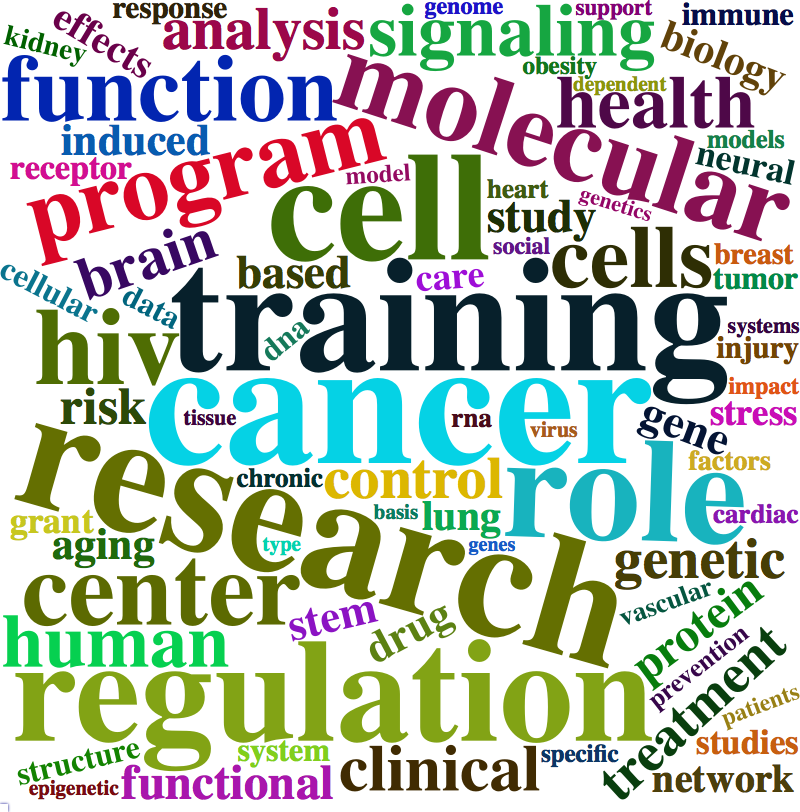 response
genome
support
immune
effects
kidney
analysis
signaling
biology
obesity
dependent
function
molecular
health
induced
models
neural
receptor
program
model
cell
heart
genetics
study
social
brain
cells
breast
based
care
tumor
cellular
data
training
hiv
dna
systems
injury
cancer
impact
risk
tissue
rna
virus
gene
stress
research
chronic
control
role
factors
grant
basis
lung
cardiac
aging
type
genes
genetic
center
stem
drug
vascular
protein
human
prevention
regulation
treatment
patients
structure
system
clinical
specific
studies
epigenetic
functional
network